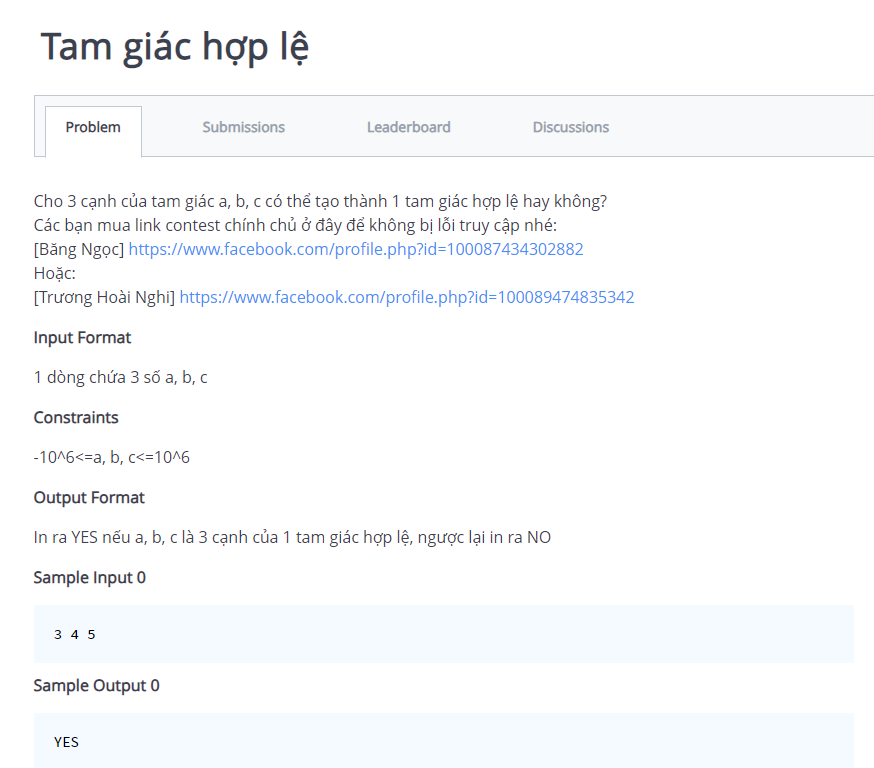 Tam giác hợp lệ
Problem
Submissions
Leaderboard
Discussions
Cho 3 cạnh của tam giác a, b, c có thể tạo thành 1 tam giác hợp lệ hay không?
Các bạn mua link contest chính chủ ở đây để không bị lỗi truy cập nhé:
[Băng Ngọc] https://www.facebook.com/profile.php?id=100087434302882
Hoặc:
[Trương Hoài Nghi] https://www.facebook.com/profile.php?id=100089474835342
Input Format
1 dòng chứa 3 số a, b, c
Constraints
-10^6<=a, b, c<=10^6
Output Format
In ra YES nếu a, b, c là 3 cạnh của 1 tam giác hợp lệ, ngược lại in ra NO
Sample Input 0
3 4 5
Sample Output 0
YES